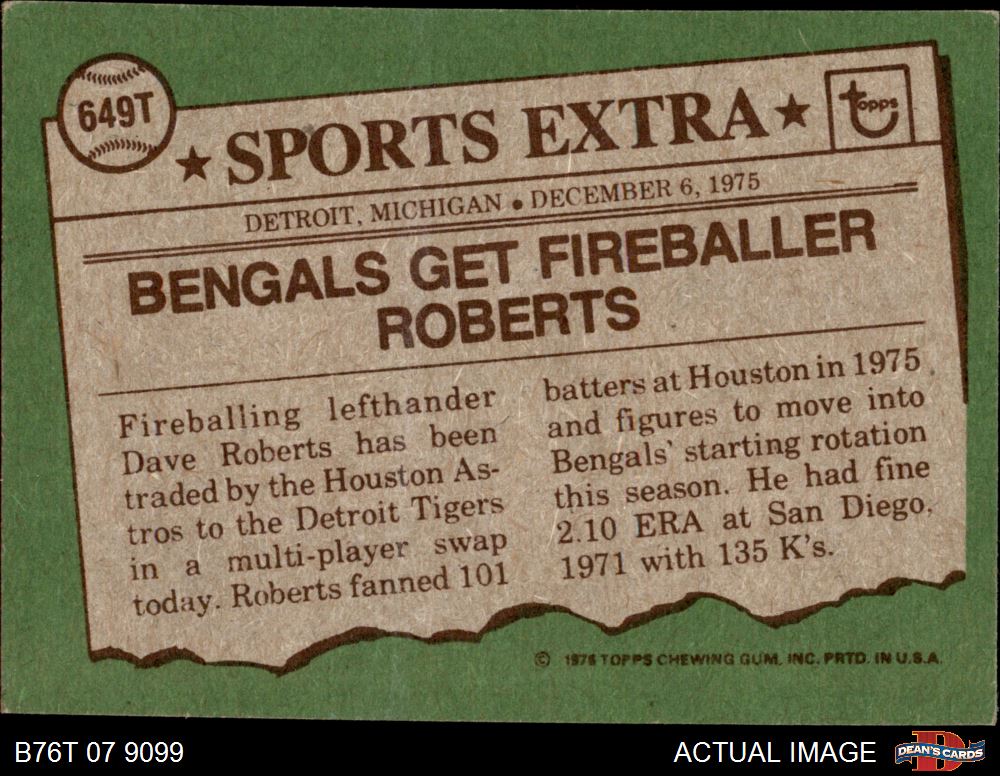 649T
★ SPORTS EXTRA ★
topps
DETROIT, MICHIGAN • DECEMBER 6, 1975
BENGALS GET FIREBALLER
ROBERTS
Fireballing lefthander
Dave Roberts has been
traded by the Houston As-
tros to the Detroit Tigers
in a multi-player swap
today. Roberts fanned 101
batters at Houston in 1975
and figures to move into
Bengals' starting rotation
this season. He had fine
2.10 ERA at San Diego,
1971 with 135 K's.
© 1976 TOPPS CHEWING GUM, INC. PRTD. IN U.S.A.
B76T 07 9099
ACTUAL IMAGE
DEAN'S CARDS